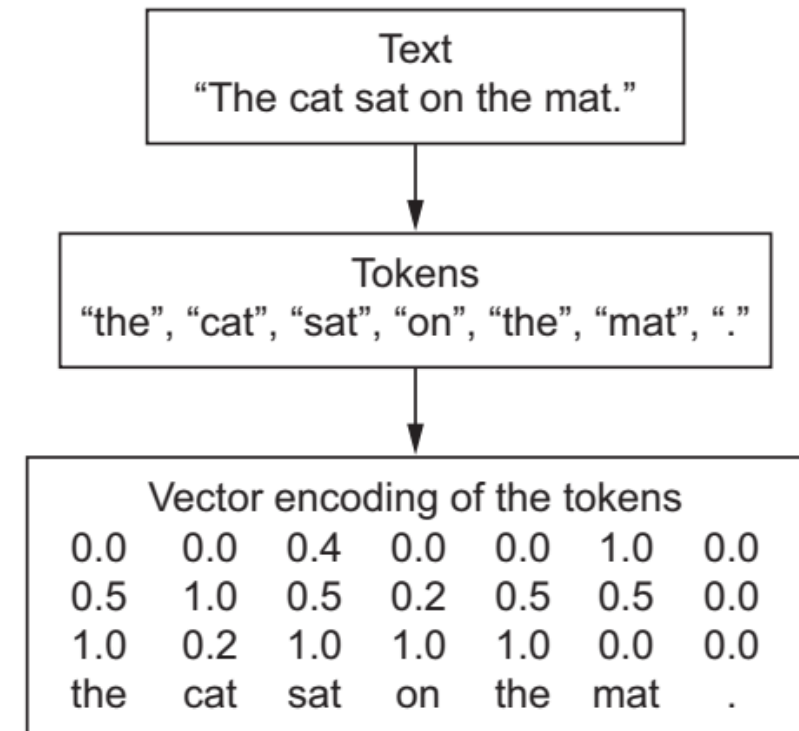 Text
“The cat sat on the mat.”
Tokens
“the”, “cat”, “sat”, “on”, “the”, “mat”, “.”
Vector encoding of the tokens
0.0 0.0 0.4 0.0 0.0 1.0 0.0
0.5 1.0 0.5 0.2 0.5 0.5 0.0
1.0 0.2 1.0 1.0 1.0 0.0 0.0
the cat sat on the mat .